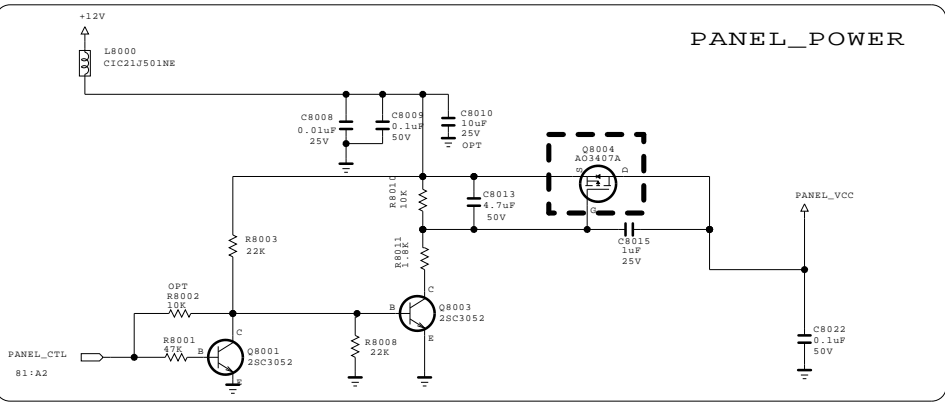 +12V
PANEL_POWER
L8000
CIC21J501NE
C8008
0.01uF
25V
C8009
0.1uF
50V
C8010
10uF
25V
OPT
Q8004
AO3407A
S
D
G
R8010
10K
C8013
4.7uF
50V
PANEL_VCC
R8003
22K
R8011
1.8K
C8015
1uF
25V
OPT
R8002
10K
C
B
Q8003
2SC3052
E
R8001
47K
C
B
Q8001
2SC3052
E
R8008
22K
C8022
0.1uF
50V
PANEL_CTL
81:A2